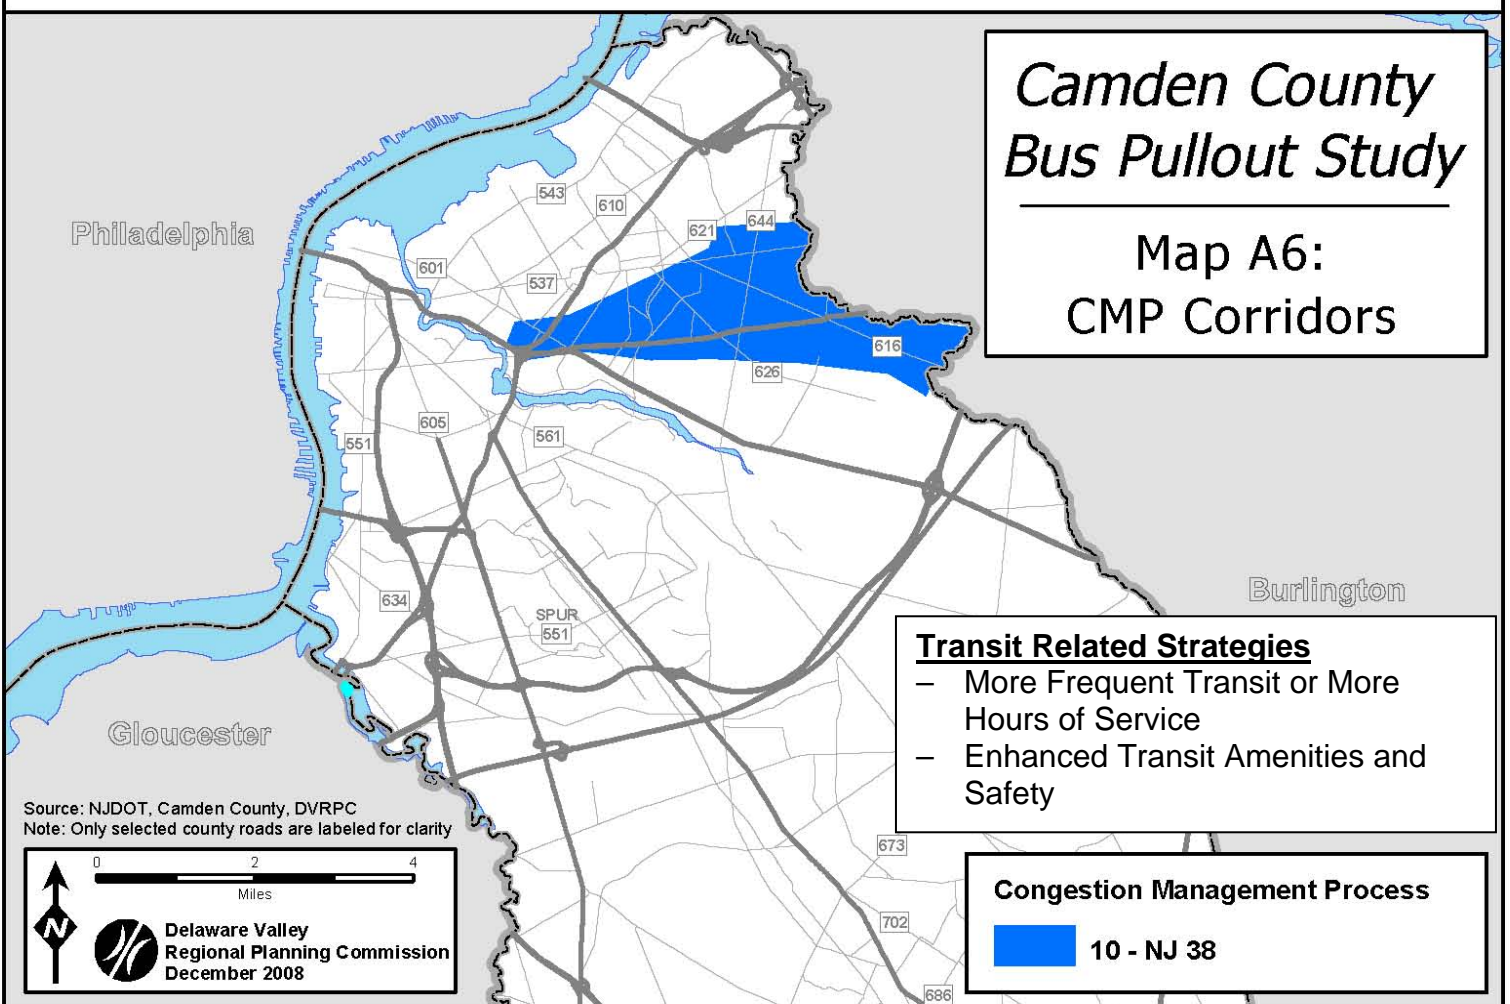 Camden County
Bus Pullout Study
Map A6:
CMP Corridors
543
610
644
621
Philadelphia
601
537
616
626
605
551
561
Burlington
634
SPUR
551
Transit Related Strategies
– More Frequent Transit or More
Hours of Service
– Enhanced Transit Amenities and
Safety
Gloucester
Source: NJDOT, Camden County, DVRPC
Note: Only selected county roads are labeled for clarity
673
0 2 4
Miles
N
Delaware Valley
Regional Planning Commission
December 2008
Congestion Management Process
10 - NJ 38
702
686